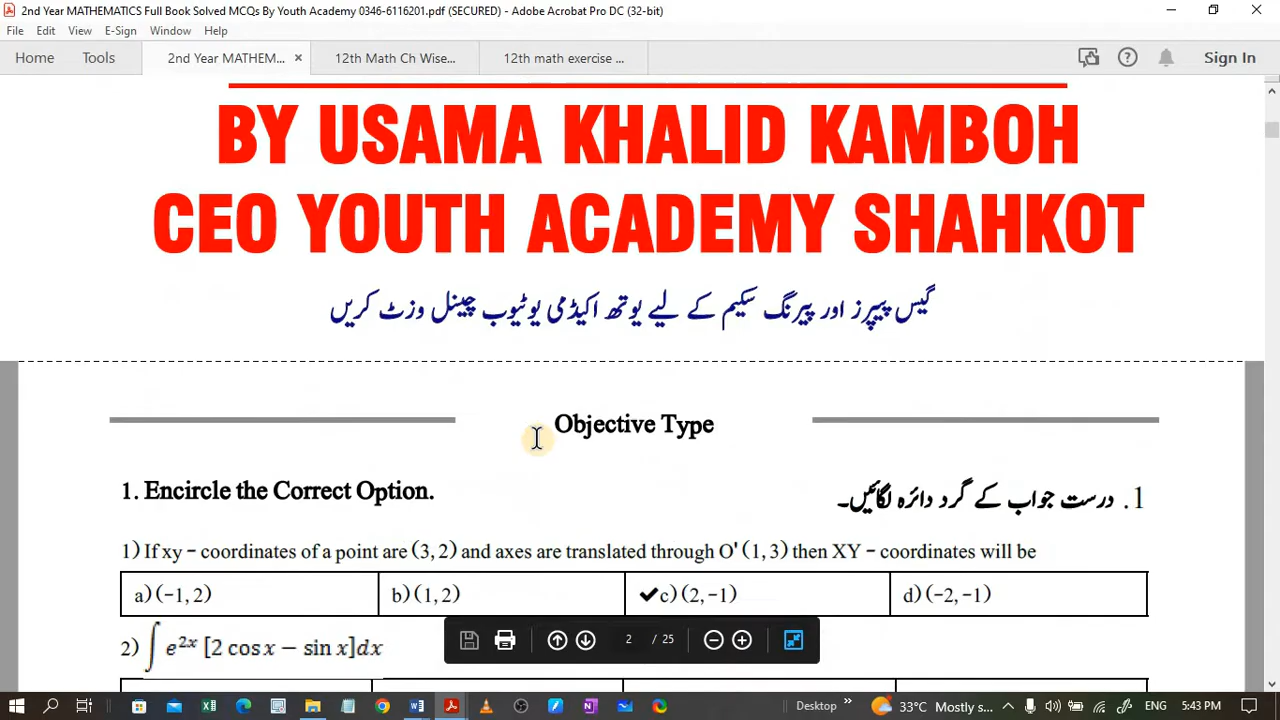 2nd Year MATHEMATICS Full Book Solved MCQs By Youth Academy 0346-6116201.pdf (SECURED) - Adobe Acrobat Pro DC (32-bit)
File Edit View E-Sign Window Help
Home Tools 2nd Year MATHEM... × 12th Math Ch Wise... 12th math exercise ... Sign In
BY USAMA KHALID KAMBOH
CEO YOUTH ACADEMY SHAHKOT
گیس پیپرز اور پیرنگ سکیم کے لیے یوتھ اکیڈمی یوٹیوب چینل وزٹ کریں
Objective Type
1. Encircle the Correct Option.
1. درست جواب کے گرد دائرہ لگائیں۔
1) If xy – coordinates of a point are (3, 2) and axes are translated through O' (1, 3) then XY – coordinates will be
a) (–1, 2) b) (1, 2) ✔c) (2, –1) d) (–2, –1)
2) ∫ e²ˣ [2 cos x − sin x]dx
2 / 25
Desktop » 33°C Mostly s... ENG 5:43 PM